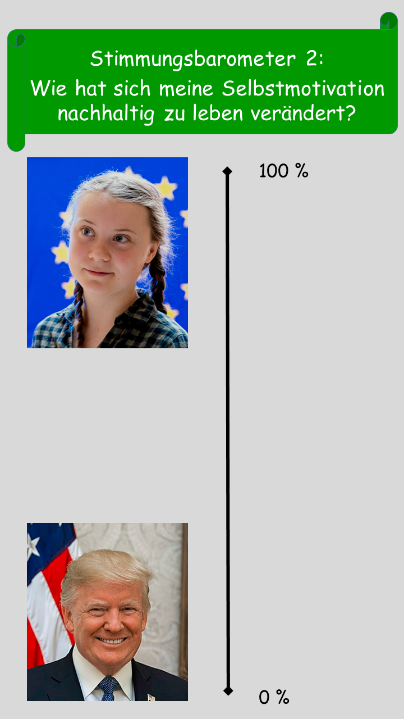 Stimmungsbarometer 2:
Wie hat sich meine Selbstmotivation
nachhaltig zu leben verändert?
100 %
0 %